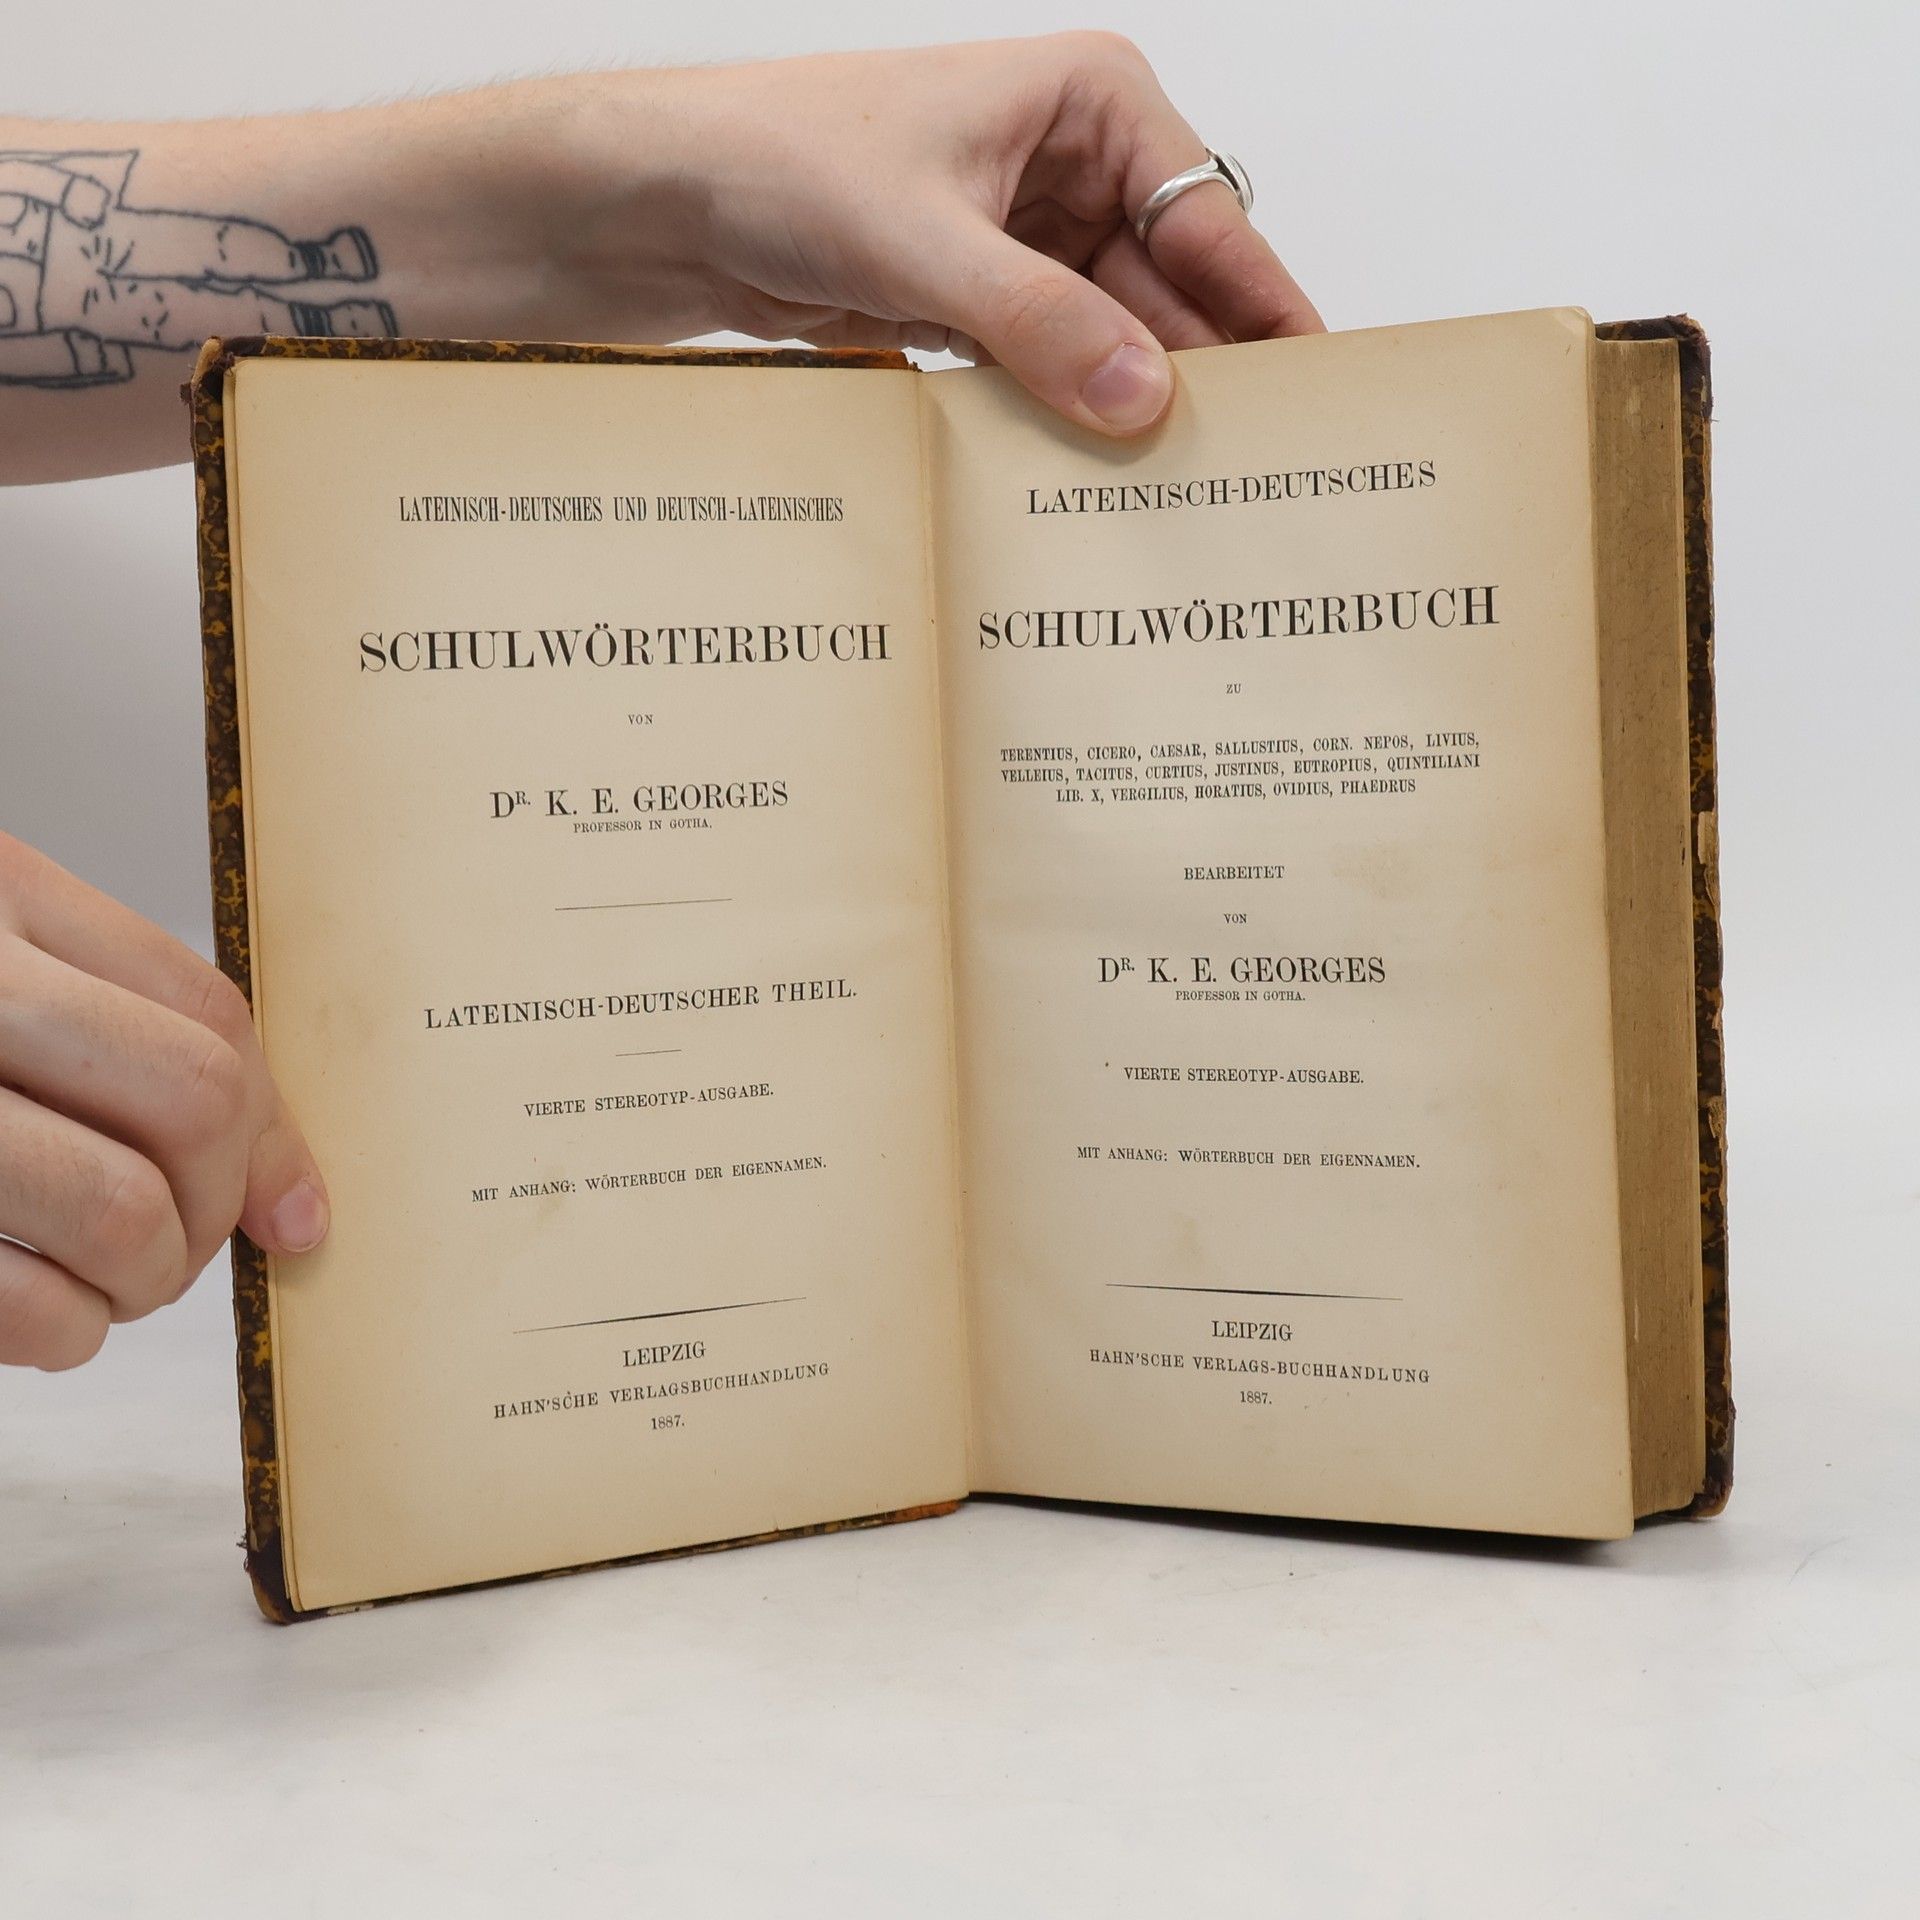 LATEINISCH-DEUTSCHES UND DEUTSCH-LATEINISCHES
SCHULWÖRTERBUCH
VON
DR. K. E. GEORGES
PROFESSOR IN GOTHA.
LATEINISCH-DEUTSCHER THEIL.
VIERTE STEREOTYP-AUSGABE.
MIT ANHANG: WÖRTERBUCH DER EIGENNAMEN.
LEIPZIG
HAHN'SCHE VERLAGSBUCHHANDLUNG
1887.
LATEINISCH-DEUTSCHES
SCHULWÖRTERBUCH
ZU
TERENTIUS, CICERO, CAESAR, SALLUSTIUS, CORN. NEPOS, LIVIUS,
VELLEIUS, TACITUS, CURTIUS, JUSTINUS, EUTROPIUS, QUINTILIANI
LIB. X, VERGILIUS, HORATIUS, OVIDIUS, PHAEDRUS
BEARBEITET
VON
DR. K. E. GEORGES
PROFESSOR IN GOTHA.
VIERTE STEREOTYP-AUSGABE.
MIT ANHANG: WÖRTERBUCH DER EIGENNAMEN.
LEIPZIG
HAHN'SCHE VERLAGS-BUCHHANDLUNG
1887.